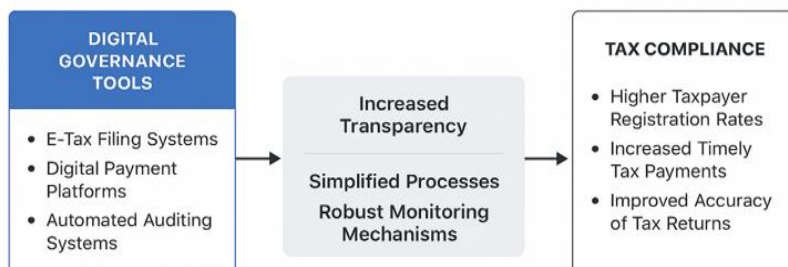 DIGITAL
GOVERNANCE
TOOLS
• E-Tax Filing Systems
• Digital Payment
Platforms
• Automated Auditing
Systems
Increased
Transparency
Simplified Processes
Robust Monitoring
Mechanisms
TAX COMPLIANCE
• Higher Taxpayer
Registration Rates
• Increased Timely
Tax Payments
• Improved Accuracy
of Tax Returns